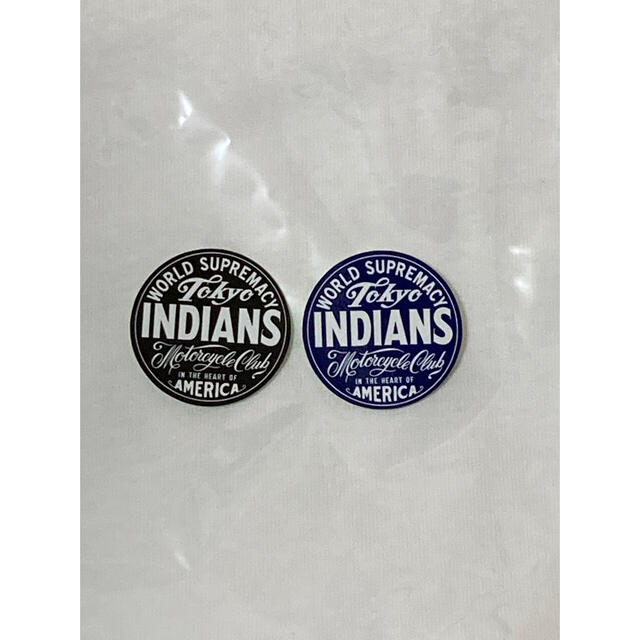 WORLD SUPREMACY
Tokyo
INDIANS
Motorcycle Club
IN THE HEART OF
AMERICA
WORLD SUPREMACY
Tokyo
INDIANS
Motorcycle Club
IN THE HEART OF
AMERICA